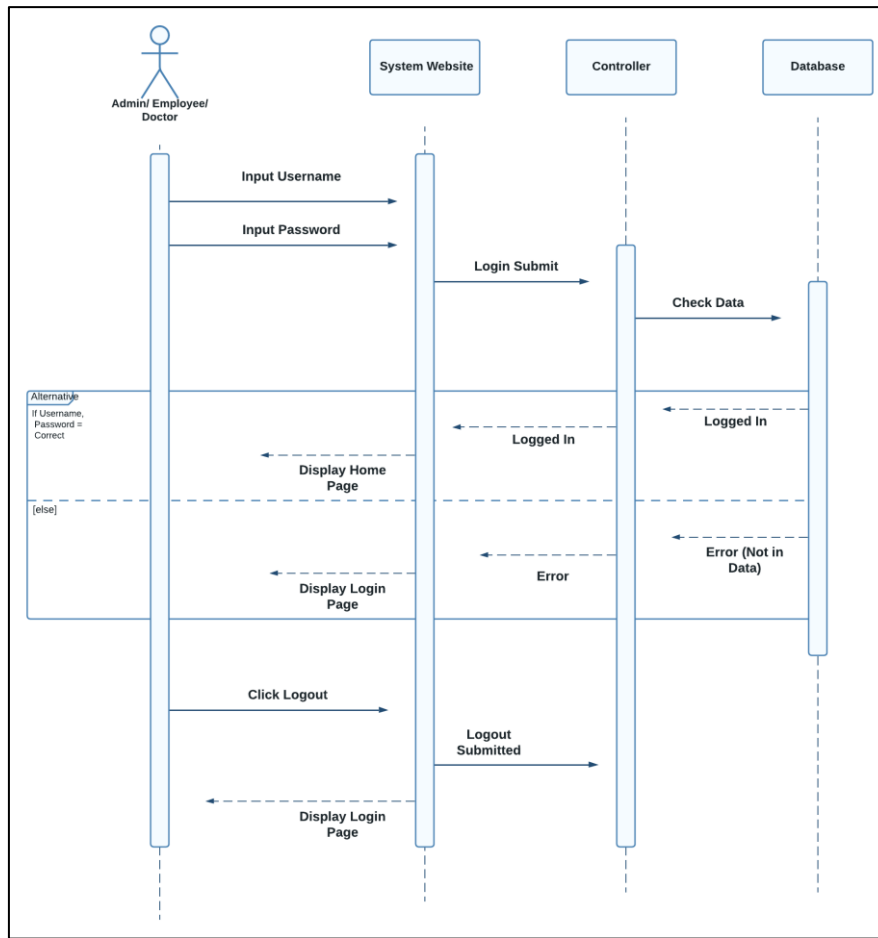 System Website
Controller
Database
Admin/ Employee/
Doctor
Input Username
Input Password
Login Submit
Check Data
Alternative
If Username,
Password =
Correct
Logged In
Logged In
Display Home
Page
[else]
Error (Not in
Data)
Error
Display Login
Page
Click Logout
Logout
Submitted
Display Login
Page